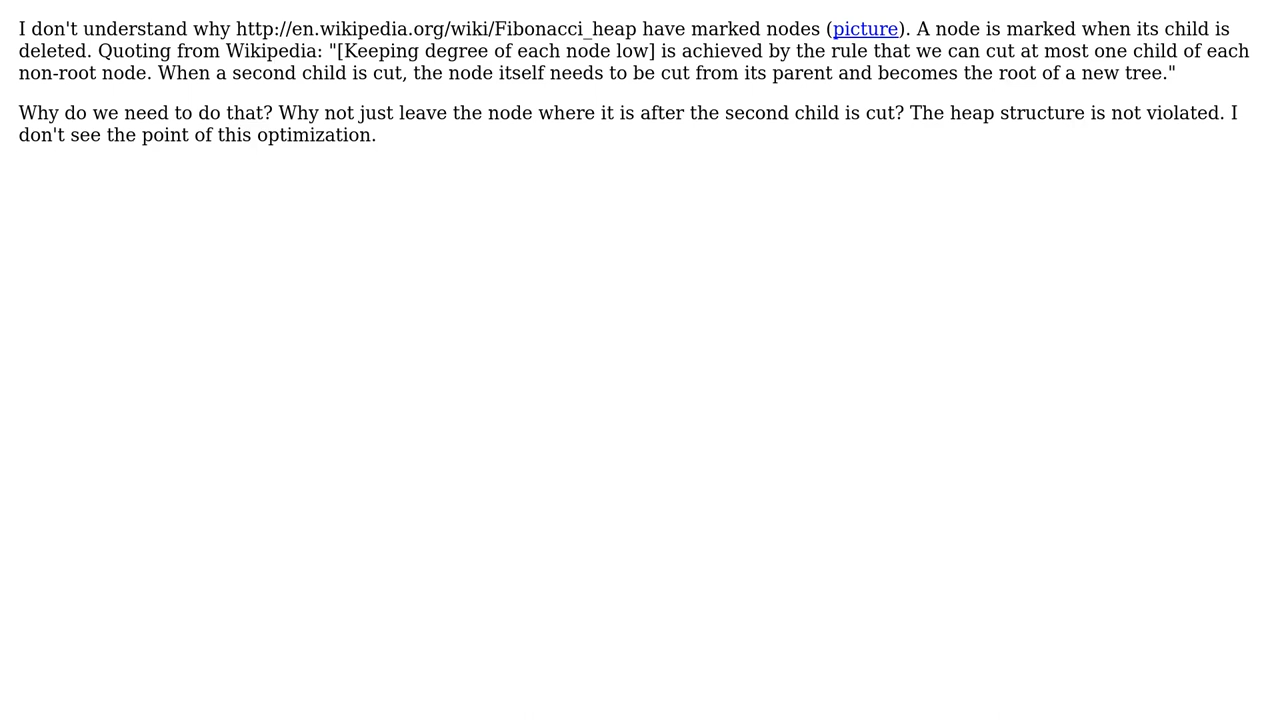 I don't understand why http://en.wikipedia.org/wiki/Fibonacci_heap have marked nodes (picture). A node is marked when its child is
deleted. Quoting from Wikipedia: "[Keeping degree of each node low] is achieved by the rule that we can cut at most one child of each
non-root node. When a second child is cut, the node itself needs to be cut from its parent and becomes the root of a new tree."
Why do we need to do that? Why not just leave the node where it is after the second child is cut? The heap structure is not violated. I
don't see the point of this optimization.